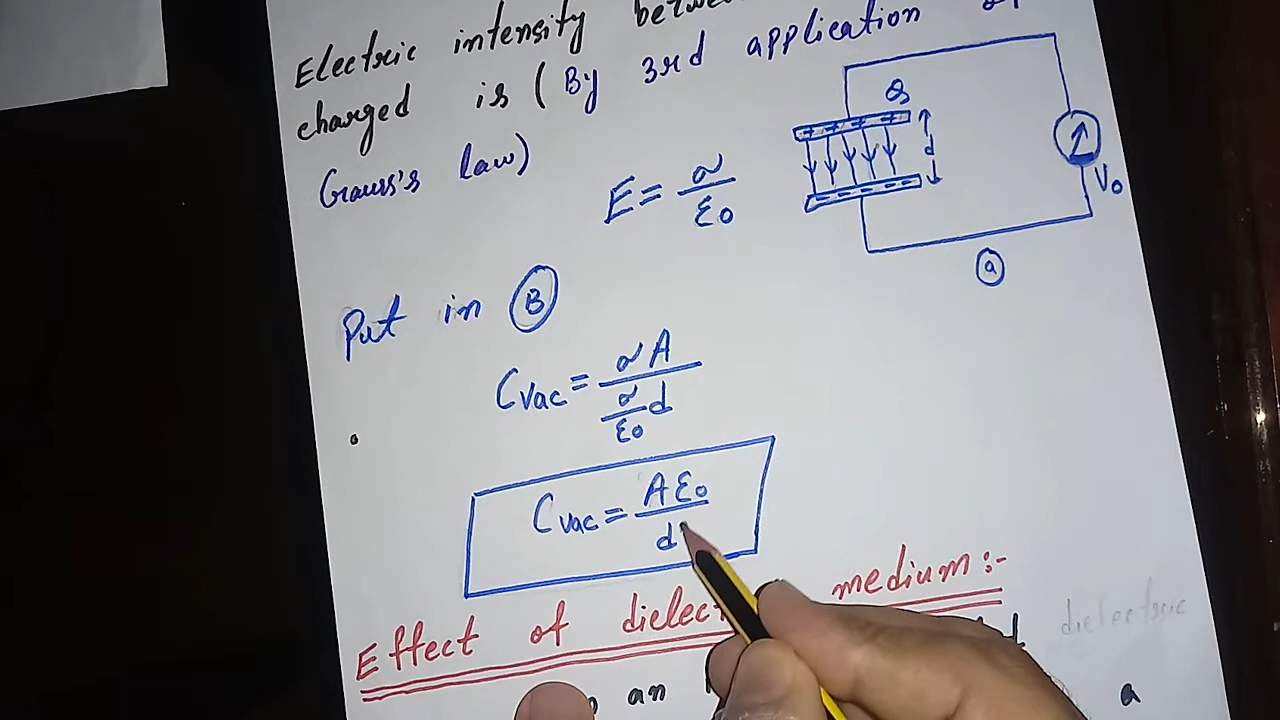 Electric intensity
charged is (By 3rd application
Gauss's law)
E = σ/ε0
Q
+ + + +
d
- - - -
V0
a
Put in B
Cvac = σA / (σ/ε0 d)
Cvac = Aε0/d
Effect of medium:-
dielectric
an a